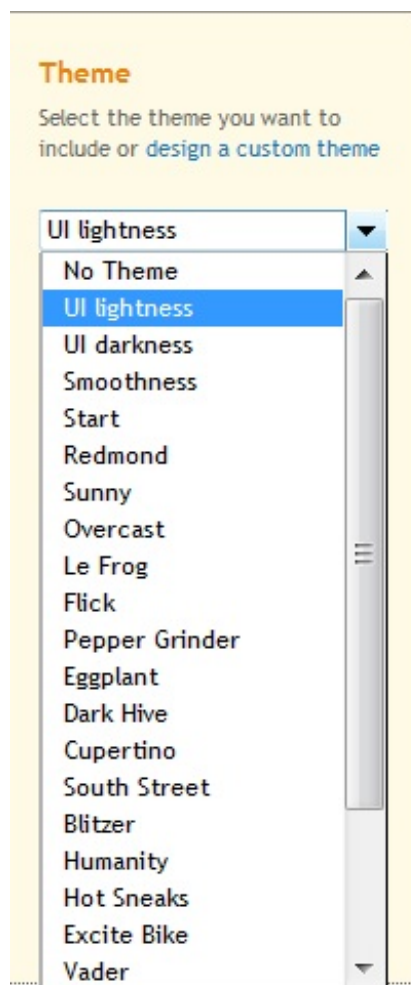 Theme
Select the theme you want to
include or design a custom theme
UI lightness
No Theme
UI lightness
UI darkness
Smoothness
Start
Redmond
Sunny
Overcast
Le Frog
Flick
Pepper Grinder
Eggplant
Dark Hive
Cupertino
South Street
Blitzer
Humanity
Hot Sneaks
Excite Bike
Vader